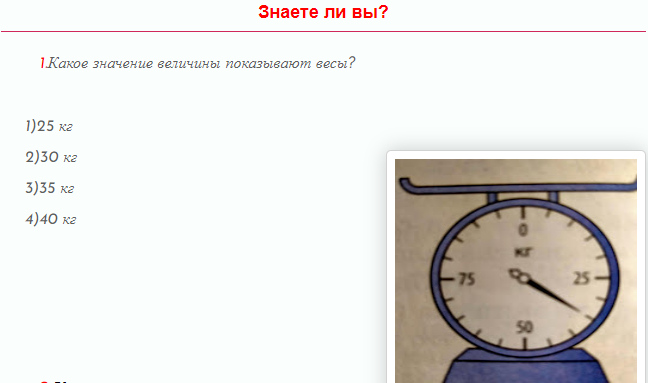 Знаете ли вы?
1.Какое значение величины показывают весы?
1)25 кг
2)30 кг
3)35 кг
4)40 кг
0
кг
75
25
50